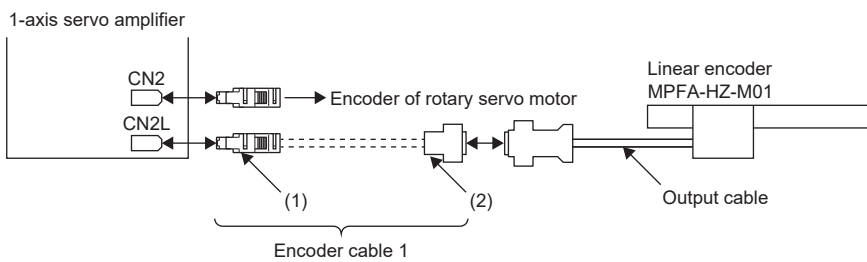 1-axis servo amplifier
CN2
Encoder of rotary servo motor
CN2L
Linear encoder
MPFA-HZ-M01
(1)
(2)
Output cable
Encoder cable 1